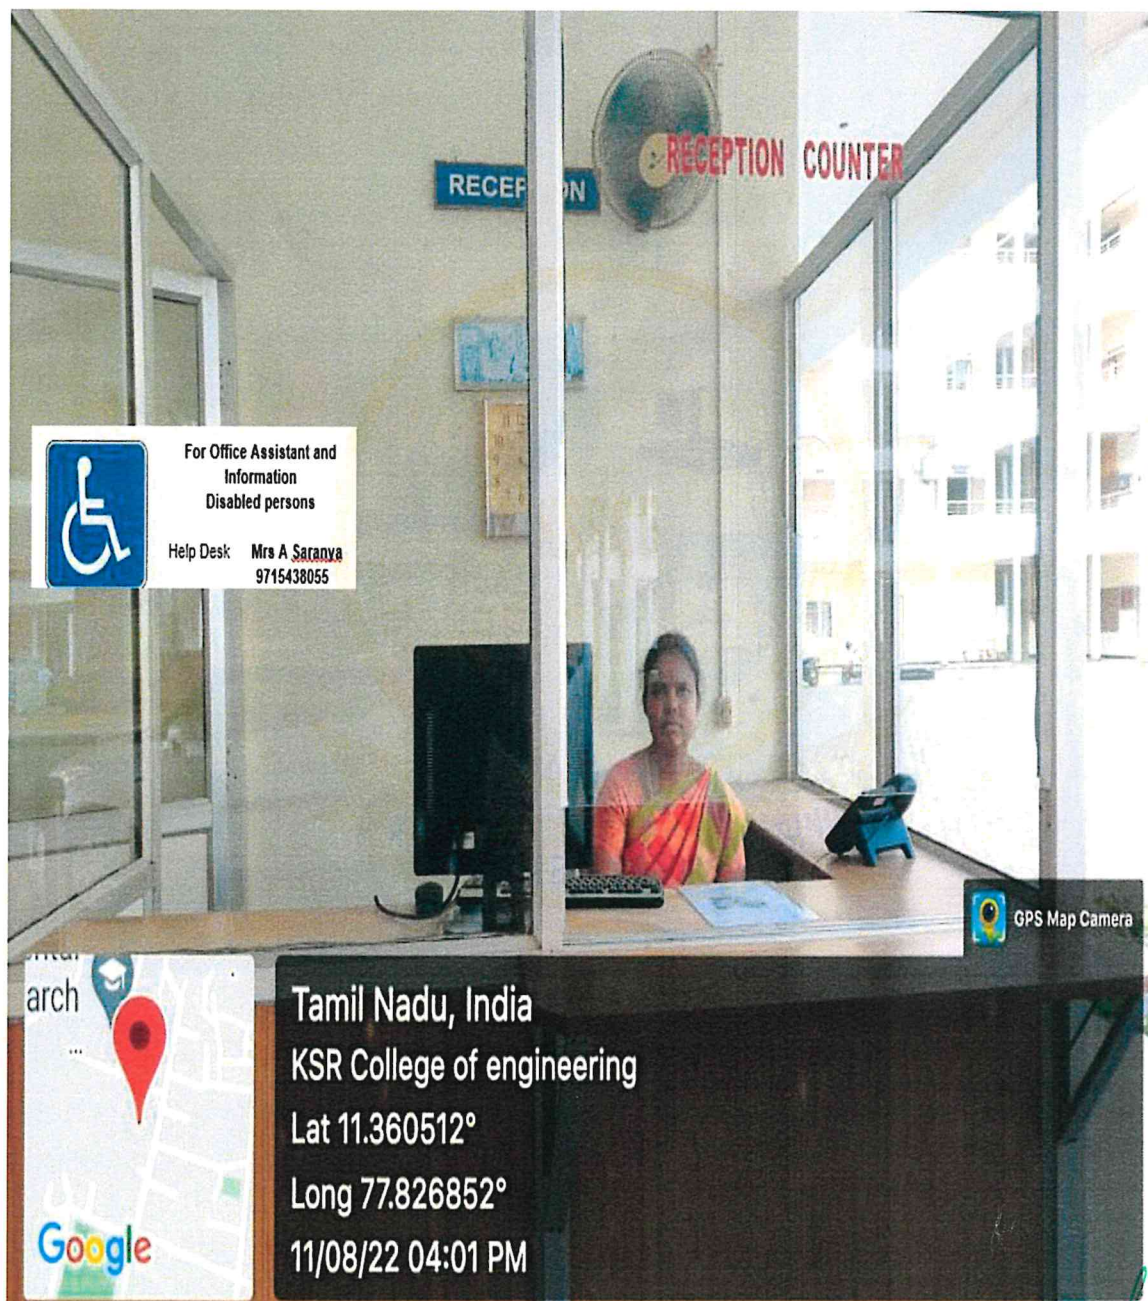 RECEPTION COUNTER
RECEP ON
For Office Assistant and
Information
Disabled persons
Help Desk Mrs A Saranya
9715438055
GPS Map Camera
arch
...
Google
Tamil Nadu, India
KSR College of engineering
Lat 11.360512°
Long 77.826852°
11/08/22 04:01 PM